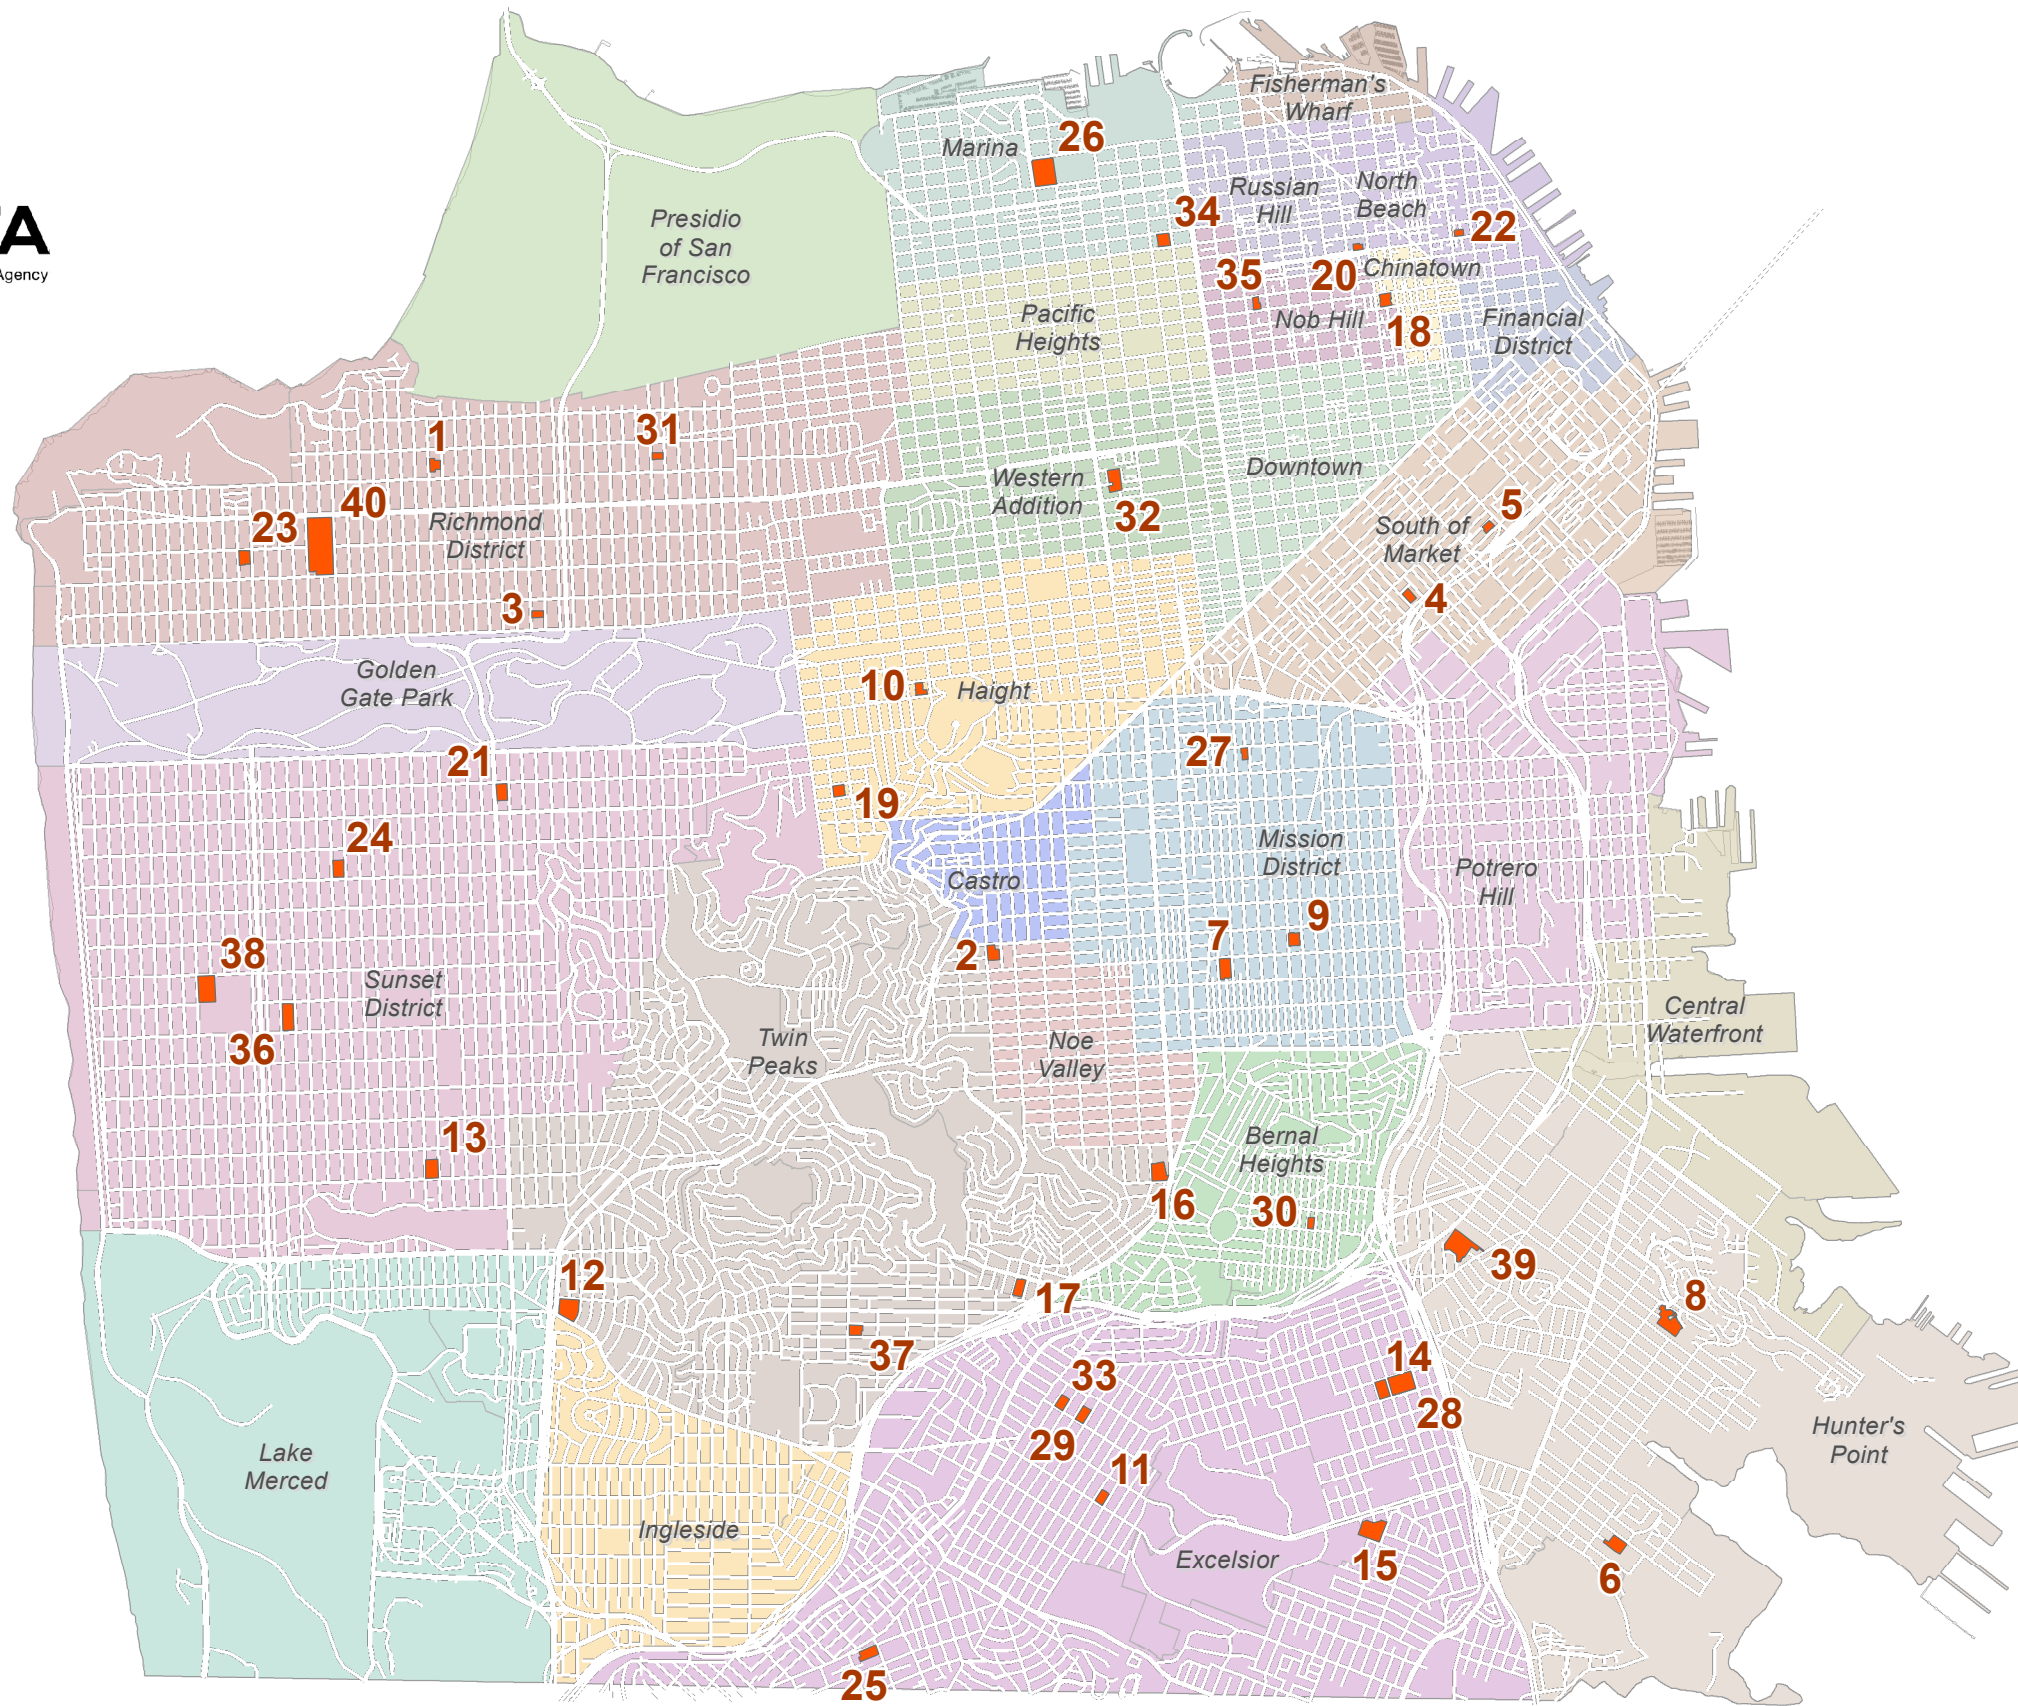 Fisherman's
Wharf
26
Marina
Russian
Hill
North
Beach
34
22
Presidio
of San
Francisco
TA
Agency
35
20
Chinatown
Pacific
Heights
Nob Hill
18
Financial
District
1
31
Western
Addition
Downtown
40
23
Richmond
District
32
5
South of
Market
3
4
Golden
Gate Park
10
Haight
21
27
19
24
Mission
District
Castro
Potrero
Hill
9
7
2
38
Sunset
District
36
Twin
Peaks
Noe
Valley
Central
Waterfront
13
Bernal
Heights
16
30
39
12
17
8
37
33
14
28
29
11
Hunter's
Point
Lake
Merced
Ingleside
Excelsior
15
6
25